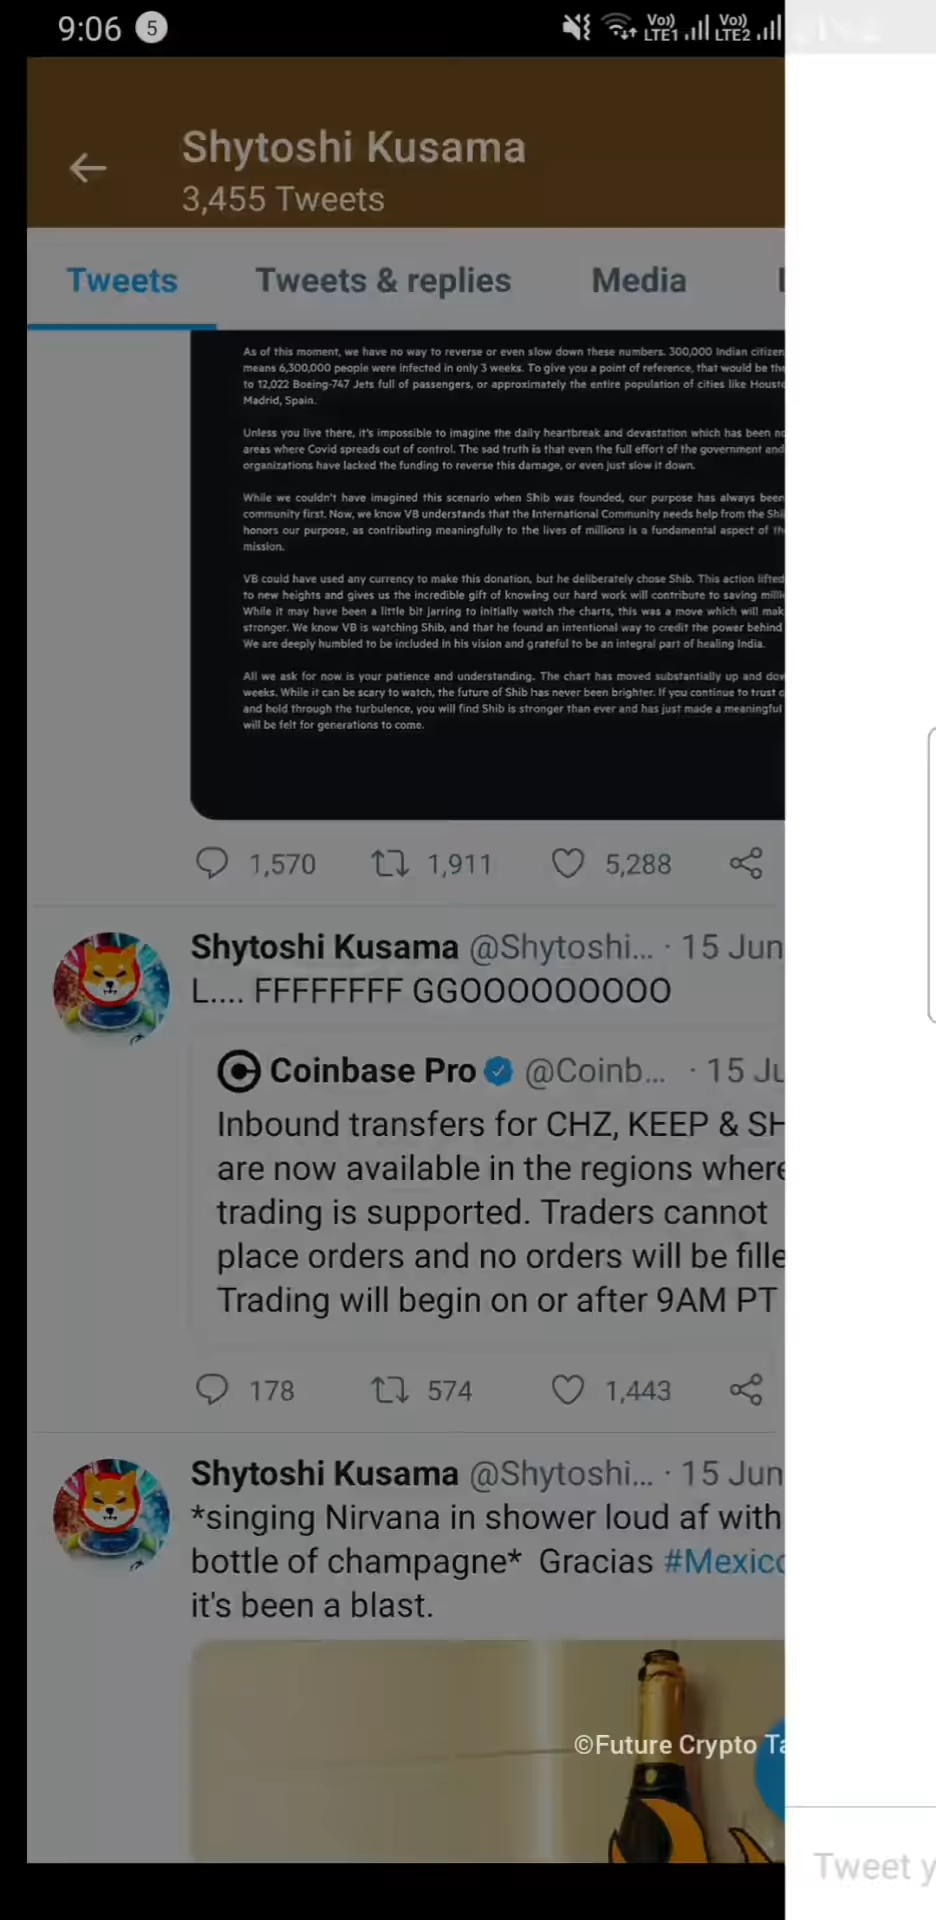 9:06 5 Vo)) LTE1 Vo)) LTE2
Shytoshi Kusama
3,455 Tweets
Tweets Tweets & replies Media
As of this moment, we have no way to reverse or even slow down these numbers. 300,000 Indian citizen
means 6,300,000 people were infected in only 3 weeks. To give you a point of reference, that would be the
to 12,022 Boeing-747 Jets full of passengers, or approximately the entire population of cities like Housto
Madrid, Spain.
Unless you live there, it's impossible to imagine the daily heartbreak and devastation which has been
areas where Covid spreads out of control. The sad truth is that even the full effort of the government and
organizations have lacked the funding to reverse this damage, or even just slow it down.
While we couldn't have imagined this scenario when Shib was founded, our purpose has always been
community first. Now, we know VB understands that the International Community needs help from the Shi
honors our purpose, as contributing meaningfully to the lives of millions is a fundamental aspect of th
mission.
VB could have used any currency to make this donation, but he deliberately chose Shib. This action lifted
to new heights and gives us the incredible gift of knowing our hard work will contribute to saving milli
While it may have been a little bit jarring to initially watch the charts, this was a move which will mak
stronger. We know VB is watching Shib, and that he found an intentional way to credit the power behind
We are deeply humbled to be included in his vision and grateful to be an integral part of healing India.
All we ask for now is your patience and understanding. The chart has moved substantially up and dow
weeks. While it can be scary to watch, the future of Shib has never been brighter. If you continue to trust
and hold through the turbulence, you will find Shib is stronger than ever and has just made a meaningful
will be felt for generations to come.
1,570 1,911 5,288
Shytoshi Kusama @Shytoshi... · 15 Jun
L.... FFFFFFFF GGOOOOOOOOO
Coinbase Pro @Coinb... · 15 Ju
Inbound transfers for CHZ, KEEP & SH
are now available in the regions where
trading is supported. Traders cannot
place orders and no orders will be fille
Trading will begin on or after 9AM PT
178 574 1,443
Shytoshi Kusama @Shytoshi... · 15 Jun
*singing Nirvana in shower loud af with
bottle of champagne* Gracias #Mexico
it's been a blast.
©Future Crypto Ta
Tweet y